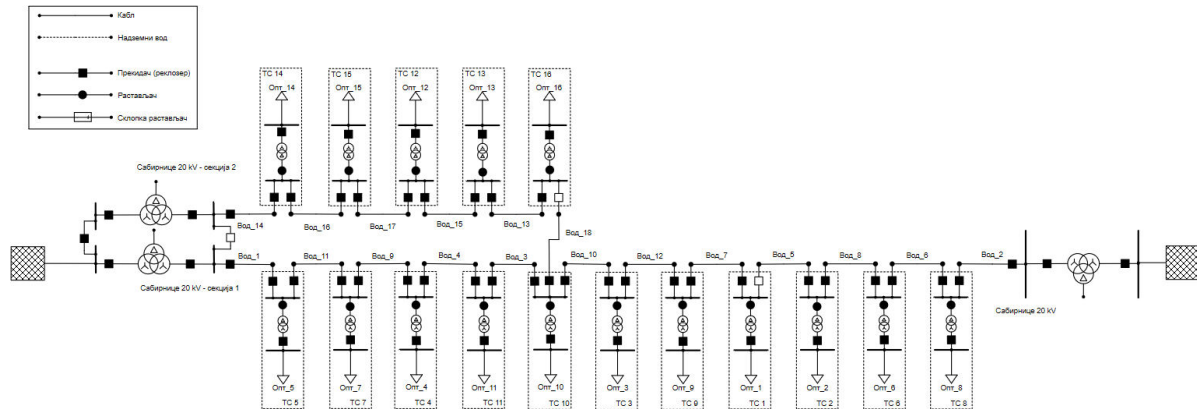 Кабл
Надземни вод
Прекидач (реклозер)
Растављач
Склопка растављач
ТС 14
ТС 15
ТС 12
ТС 13
ТС 16
Опт_14
Опт_15
Опт_12
Опт_13
Опт_16
Сабирнице 20 kV - секција 2
Вод_14
Вод_16
Вод_17
Вод_15
Вод_13
Вод_18
Вод_1
Вод_11
Вод_9
Вод_4
Вод_3
Вод_10
Вод_12
Вод_7
Вод_5
Вод_8
Вод_6
Вод_2
Сабирнице 20 kV - секција 1
Сабирнице 20 kV
Опт_5
Опт_7
Опт_4
Опт_11
Опт_10
Опт_3
Опт_9
Опт_1
Опт_2
Опт_6
Опт_8
ТС 5
ТС 7
ТС 4
ТС 11
ТС 10
ТС 3
ТС 9
ТС 1
ТС 2
ТС 6
ТС 8